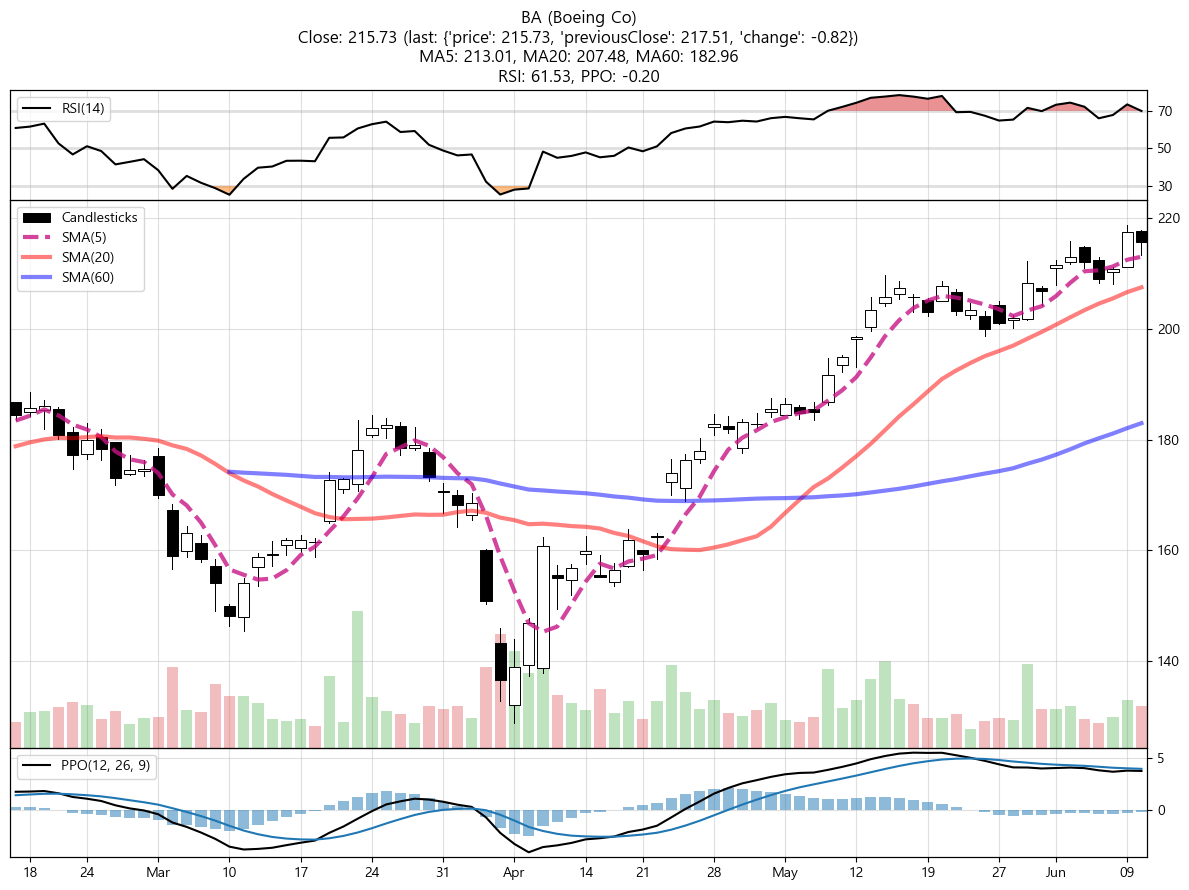 BA (Boeing Co)
Close: 215.73 (last: {'price': 215.73, 'previousClose': 217.51, 'change': -0.82})
MA5: 213.01, MA20: 207.48, MA60: 182.96
RSI: 61.53, PPO: -0.20
RSI(14)
70
50
30
Candlesticks
SMA(5)
SMA(20)
SMA(60)
220
200
180
160
140
PPO(12, 26, 9)
5
0
18 24 Mar 10 17 24 Apr 14 21 28 May 12 19 27 Jun 09